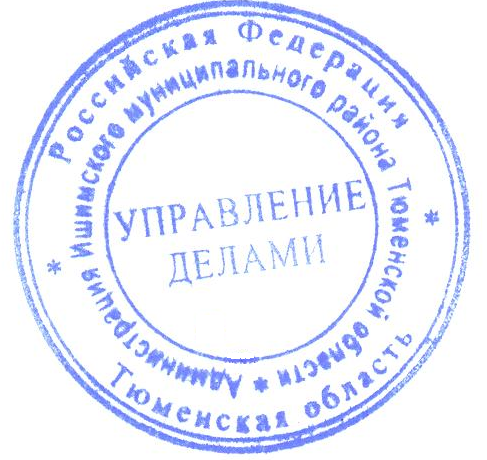 Российская Федерация
* Тюменская область *
Администрация Ишимского муниципального района Тюменской области *
УПРАВЛЕНИЕ
ДЕЛАМИ